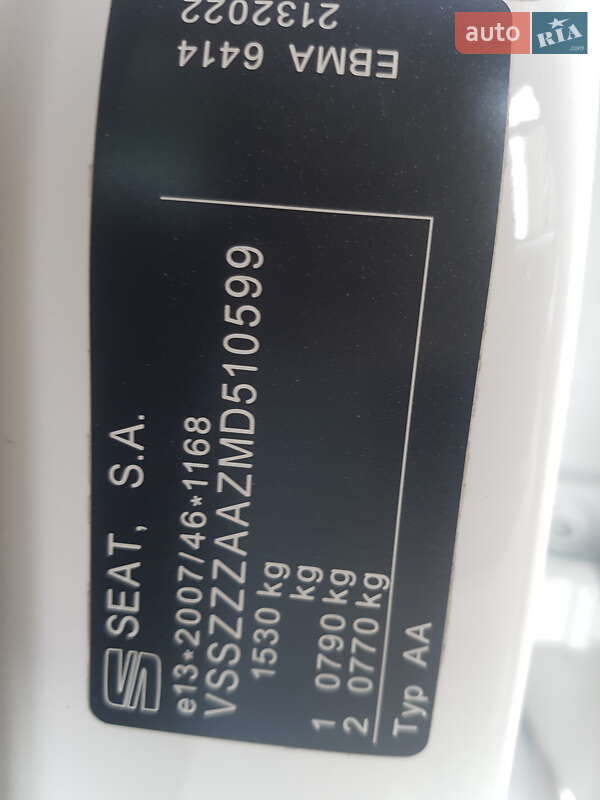 SEAT, S.A.
e13*2007/46*1168
VSSZZZAAZMD510599
1530 kg
kg
1 0790 kg
2 0770 kg
Typ AA
2132022
EBMA 6414
auto RIA.com